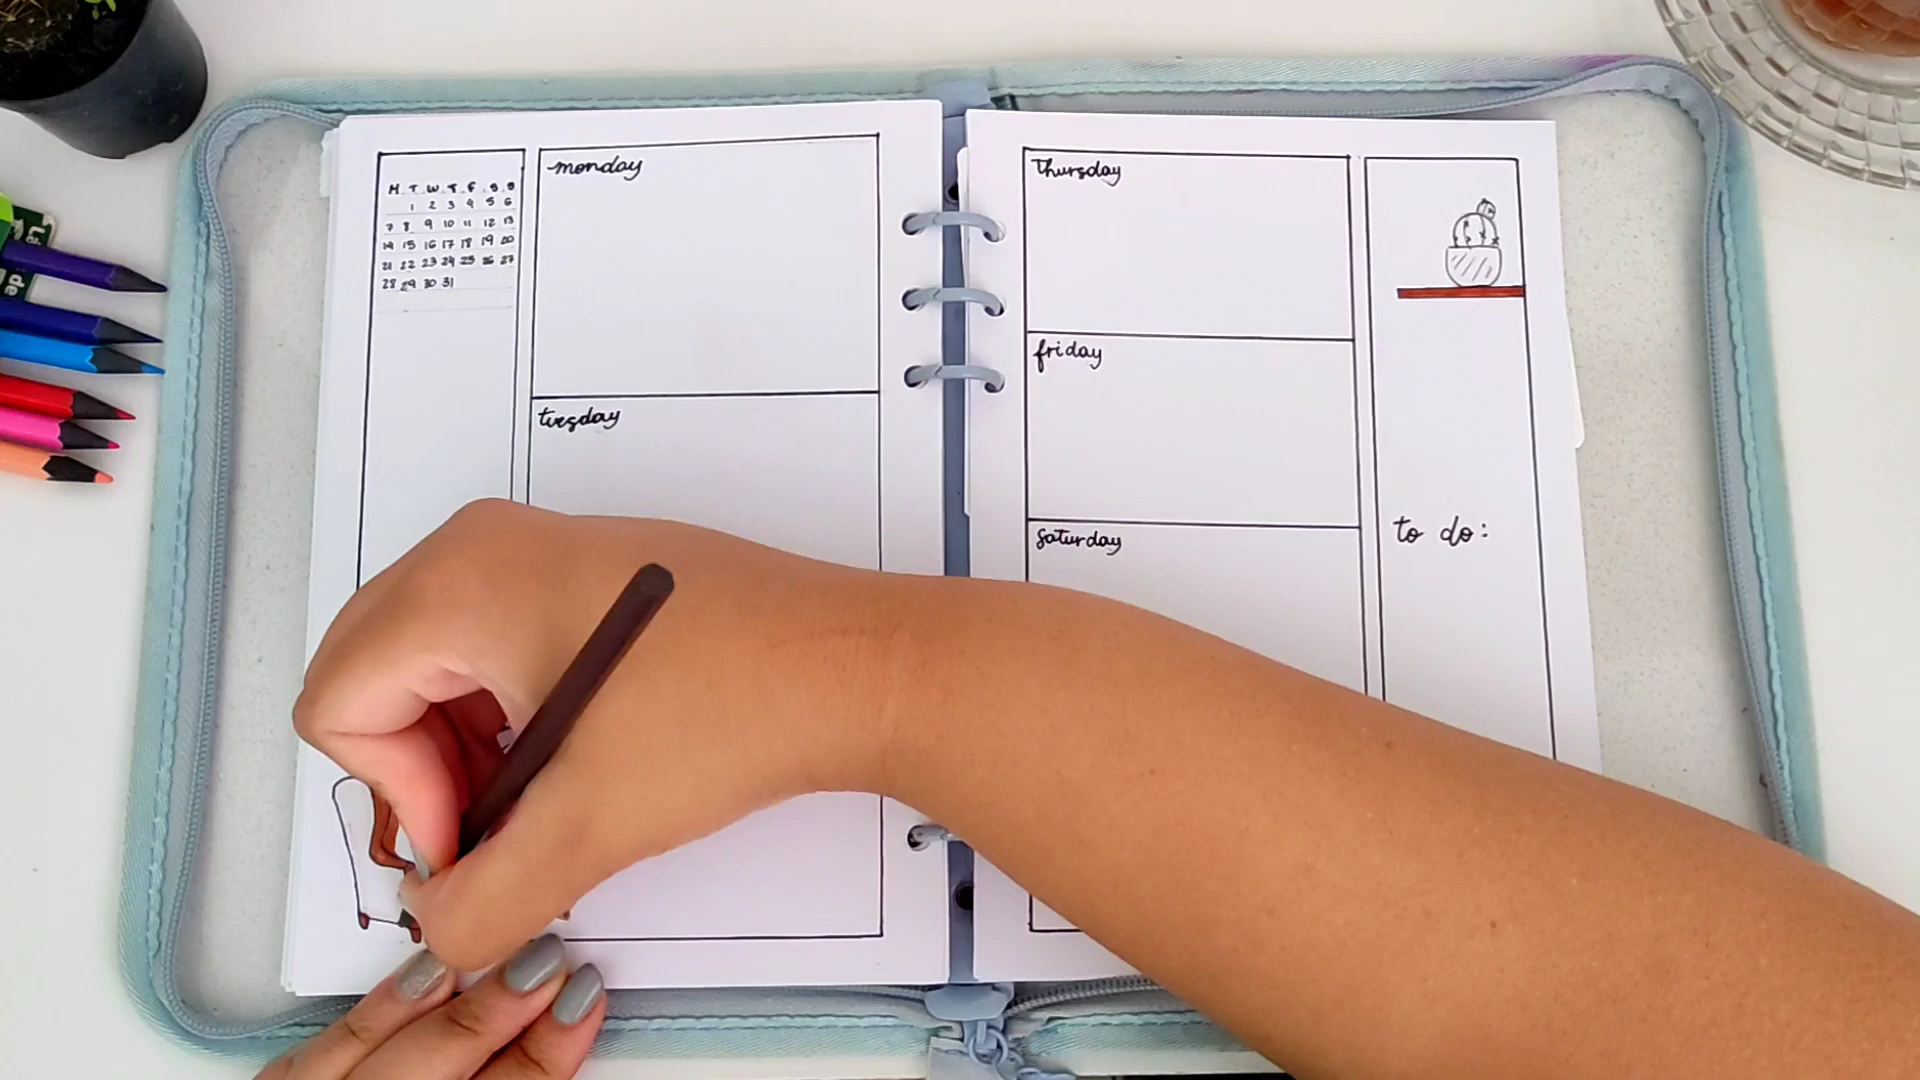 M T W T F S S
1 2 3 4 5 6
7 8 9 10 11 12 13
14 15 16 17 18 19 20
21 22 23 24 25 26 27
28 29 30 31
monday
tuesday
Thursday
friday
saturday
to do: